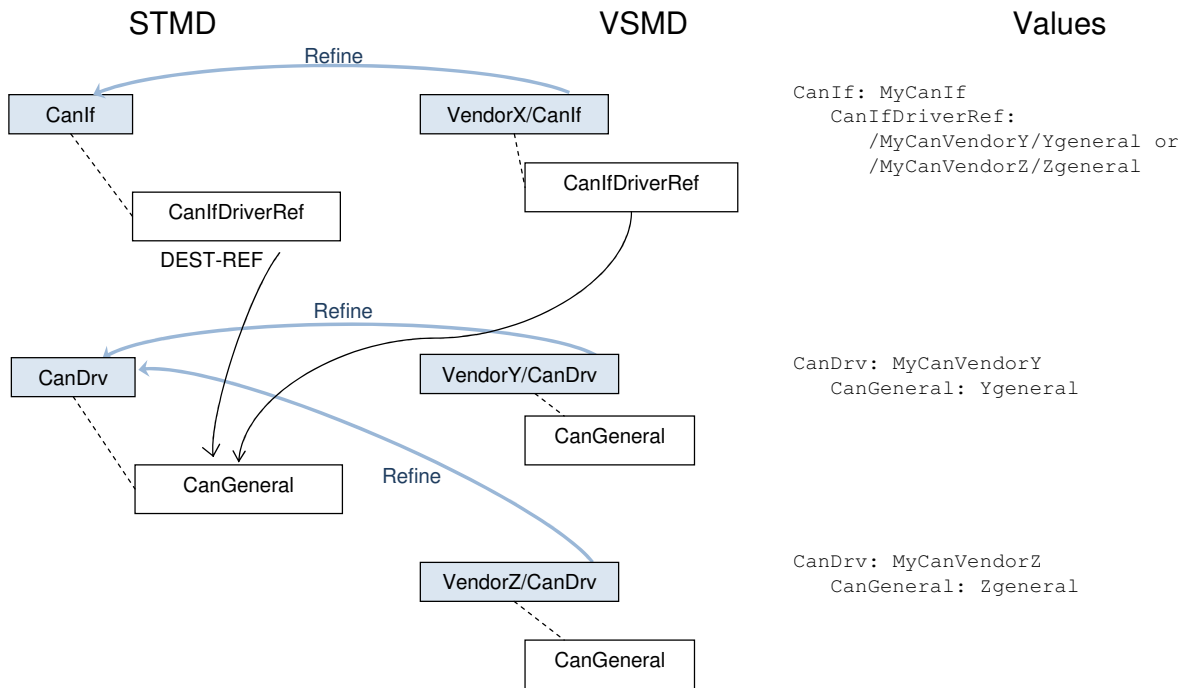 STMD
VSMD
Values
Refine
CanIf
VendorX/CanIf
CanIf: MyCanIf
CanIfDriverRef:
/MyCanVendorY/Ygeneral or
/MyCanVendorZ/Zgeneral
CanIfDriverRef
CanIfDriverRef
DEST-REF
Refine
CanDrv
VendorY/CanDrv
CanDrv: MyCanVendorY
CanGeneral: Ygeneral
CanGeneral
CanGeneral
Refine
VendorZ/CanDrv
CanDrv: MyCanVendorZ
CanGeneral: Zgeneral
CanGeneral